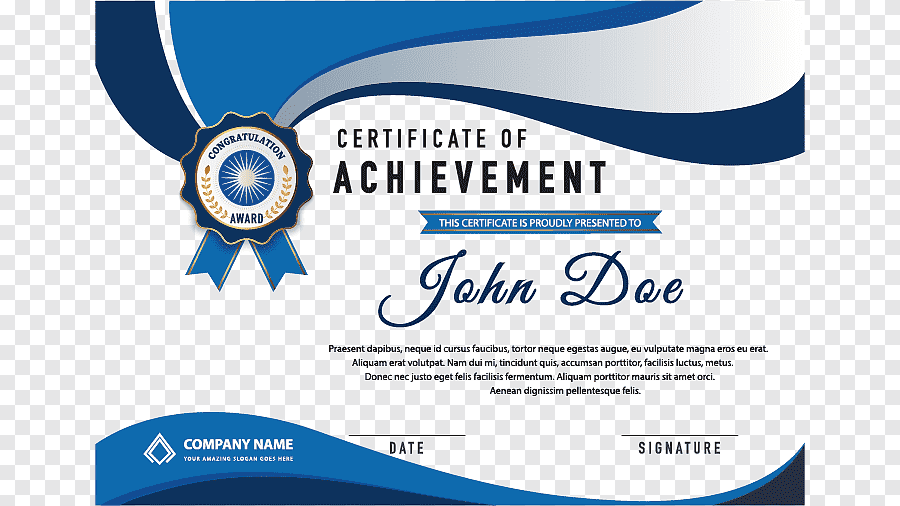 CONGRATULATION
AWARD
CERTIFICATE OF
ACHIEVEMENT
THIS CERTIFICATE IS PROUDLY PRESENTED TO
John Doe
Praesent dapibus, neque id cursus faucibus, tortor neque egestas augue, eu vulputate magna eros eu erat.
Aliquam erat volutpat. Nam dui mi, tincidunt quis, accumsan porttitor, facilisis luctus, metus.
Donec nec justo eget felis facilisis fermentum. Aliquam porttitor mauris sit amet orci.
Aenean dignissim pellentesque felis.
COMPANY NAME
YOUR AMAZING SLOGAN GOES HERE
DATE
SIGNATURE